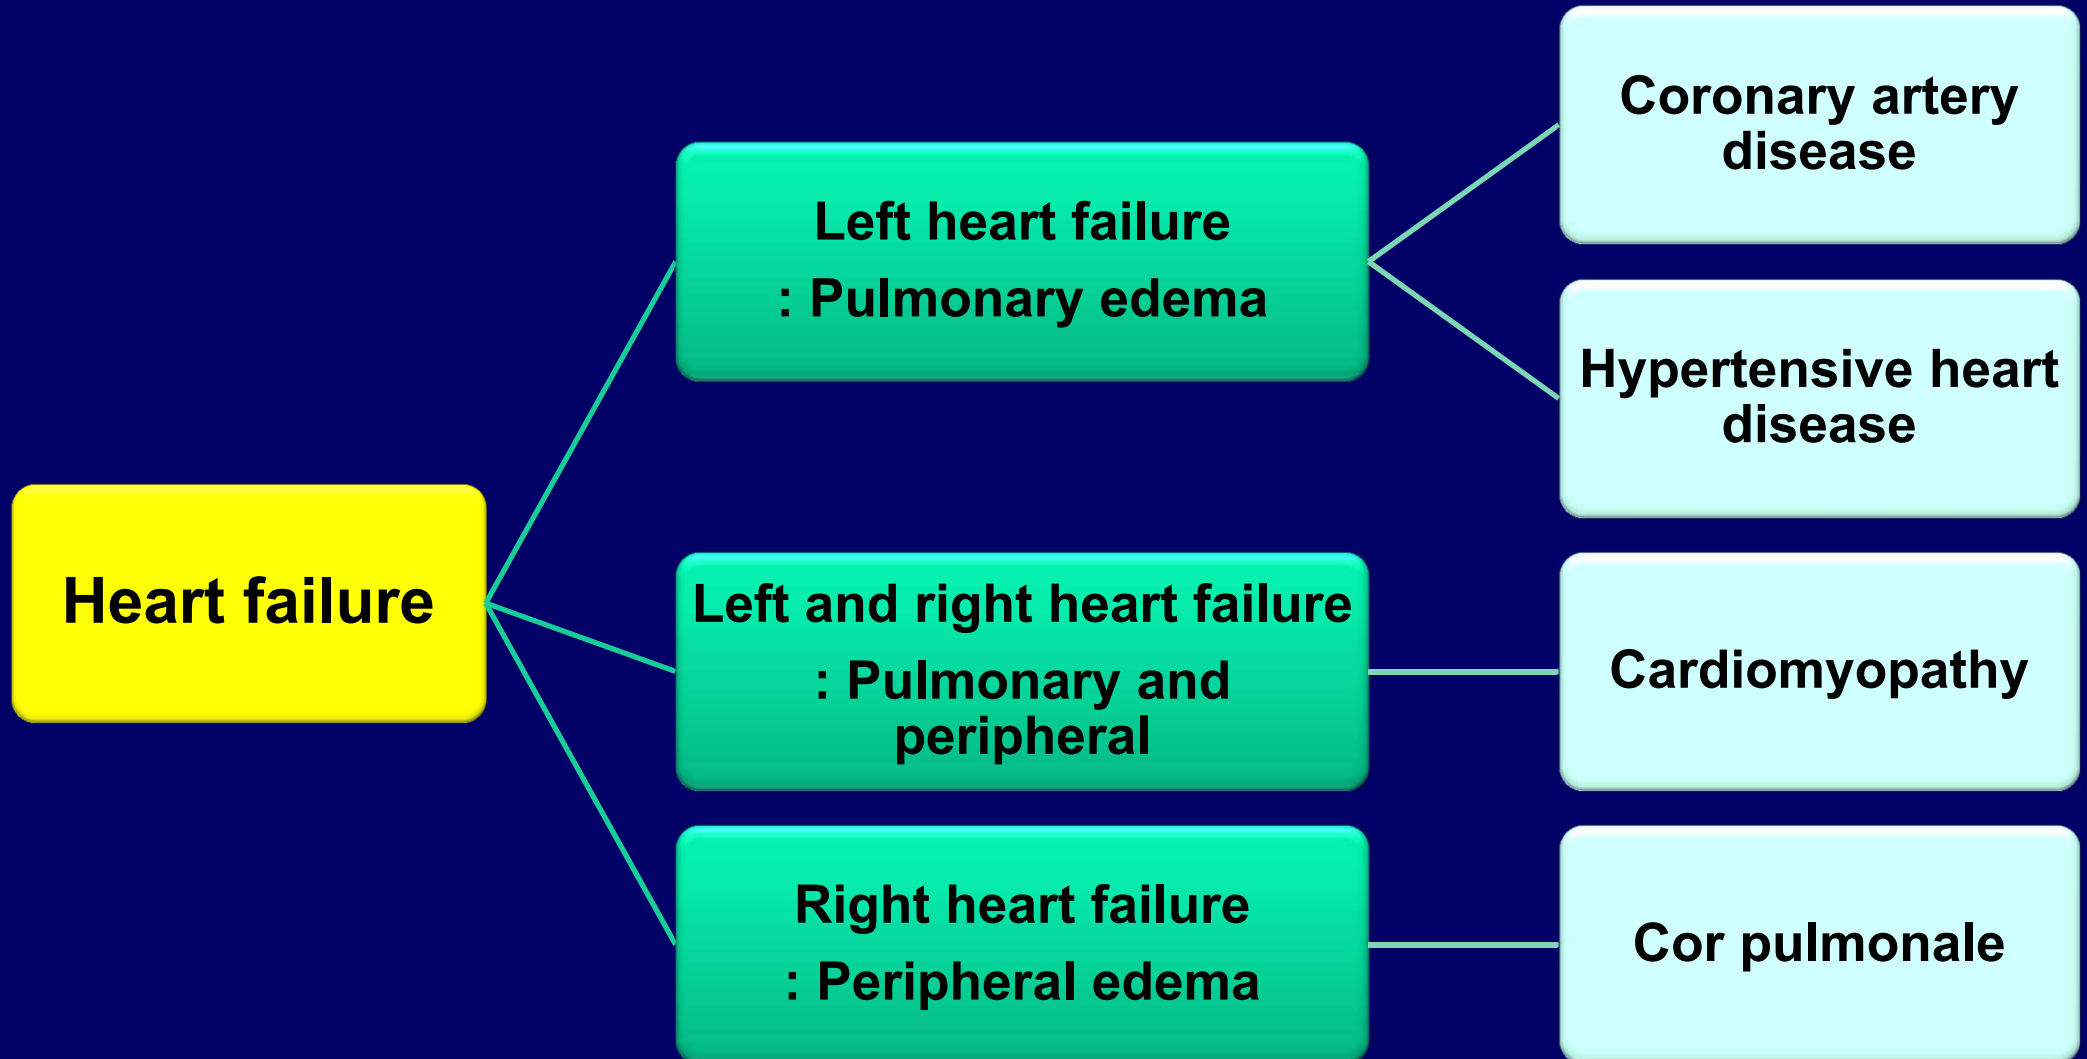 Heart failure
Left heart failure
: Pulmonary edema
Left and right heart failure
: Pulmonary and
peripheral
Right heart failure
: Peripheral edema
Coronary artery
disease
Hypertensive heart
disease
Cardiomyopathy
Cor pulmonale